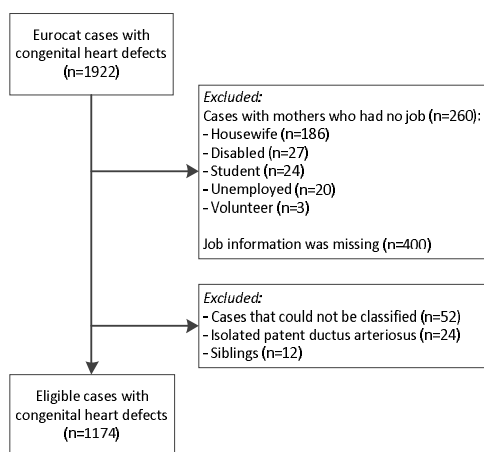 Eurocat cases with
congenital heart defects
(n=1922)
Excluded:
Cases with mothers who had no job (n=260):
- Housewife (n=186)
- Disabled (n=27)
- Student (n=24)
- Unemployed (n=20)
- Volunteer (n=3)
Job information was missing (n=400)
Excluded:
- Cases that could not be classified (n=52)
- Isolated patent ductus arteriosus (n=24)
- Siblings (n=12)
Eligible cases with
congenital heart defects
(n=1174)